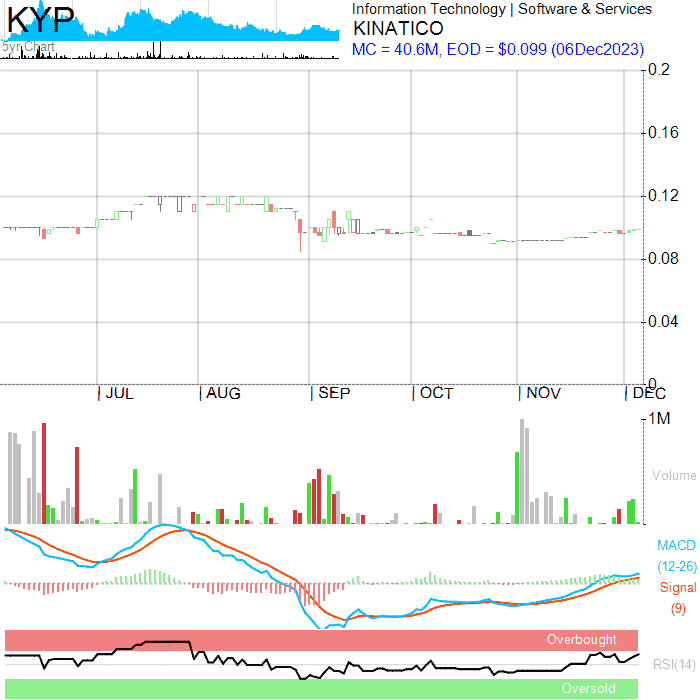 KYP
5yr Chart
Information Technology | Software & Services
KINATICO
MC = 40.6M, EOD = $0.099 (06Dec2023)
0.2
0.16
0.12
0.08
0.04
0
| JUL
| AUG
| SEP
| OCT
| NOV
| DEC
1M
Volume
MACD
(12-26)
Signal
(9)
Overbought
RSI(14)
Oversold